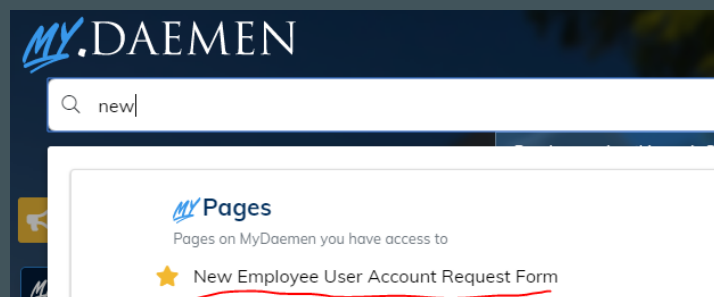 MY.DAEMEN
new
MY Pages
Pages on MyDaemen you have access to
New Employee User Account Request Form